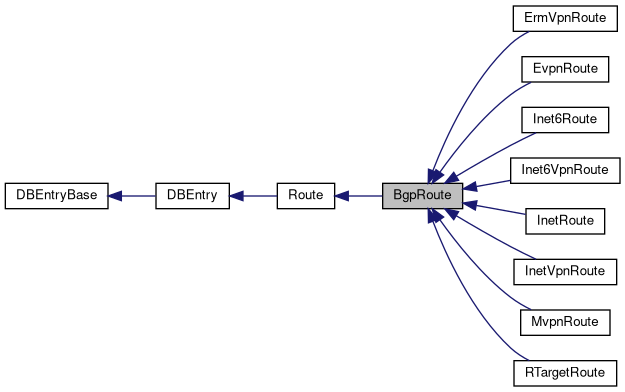 ErmVpnRoute
EvpnRoute
Inet6Route
Inet6VpnRoute
DBEntryBase
DBEntry
Route
BgpRoute
InetRoute
InetVpnRoute
MvpnRoute
RTargetRoute